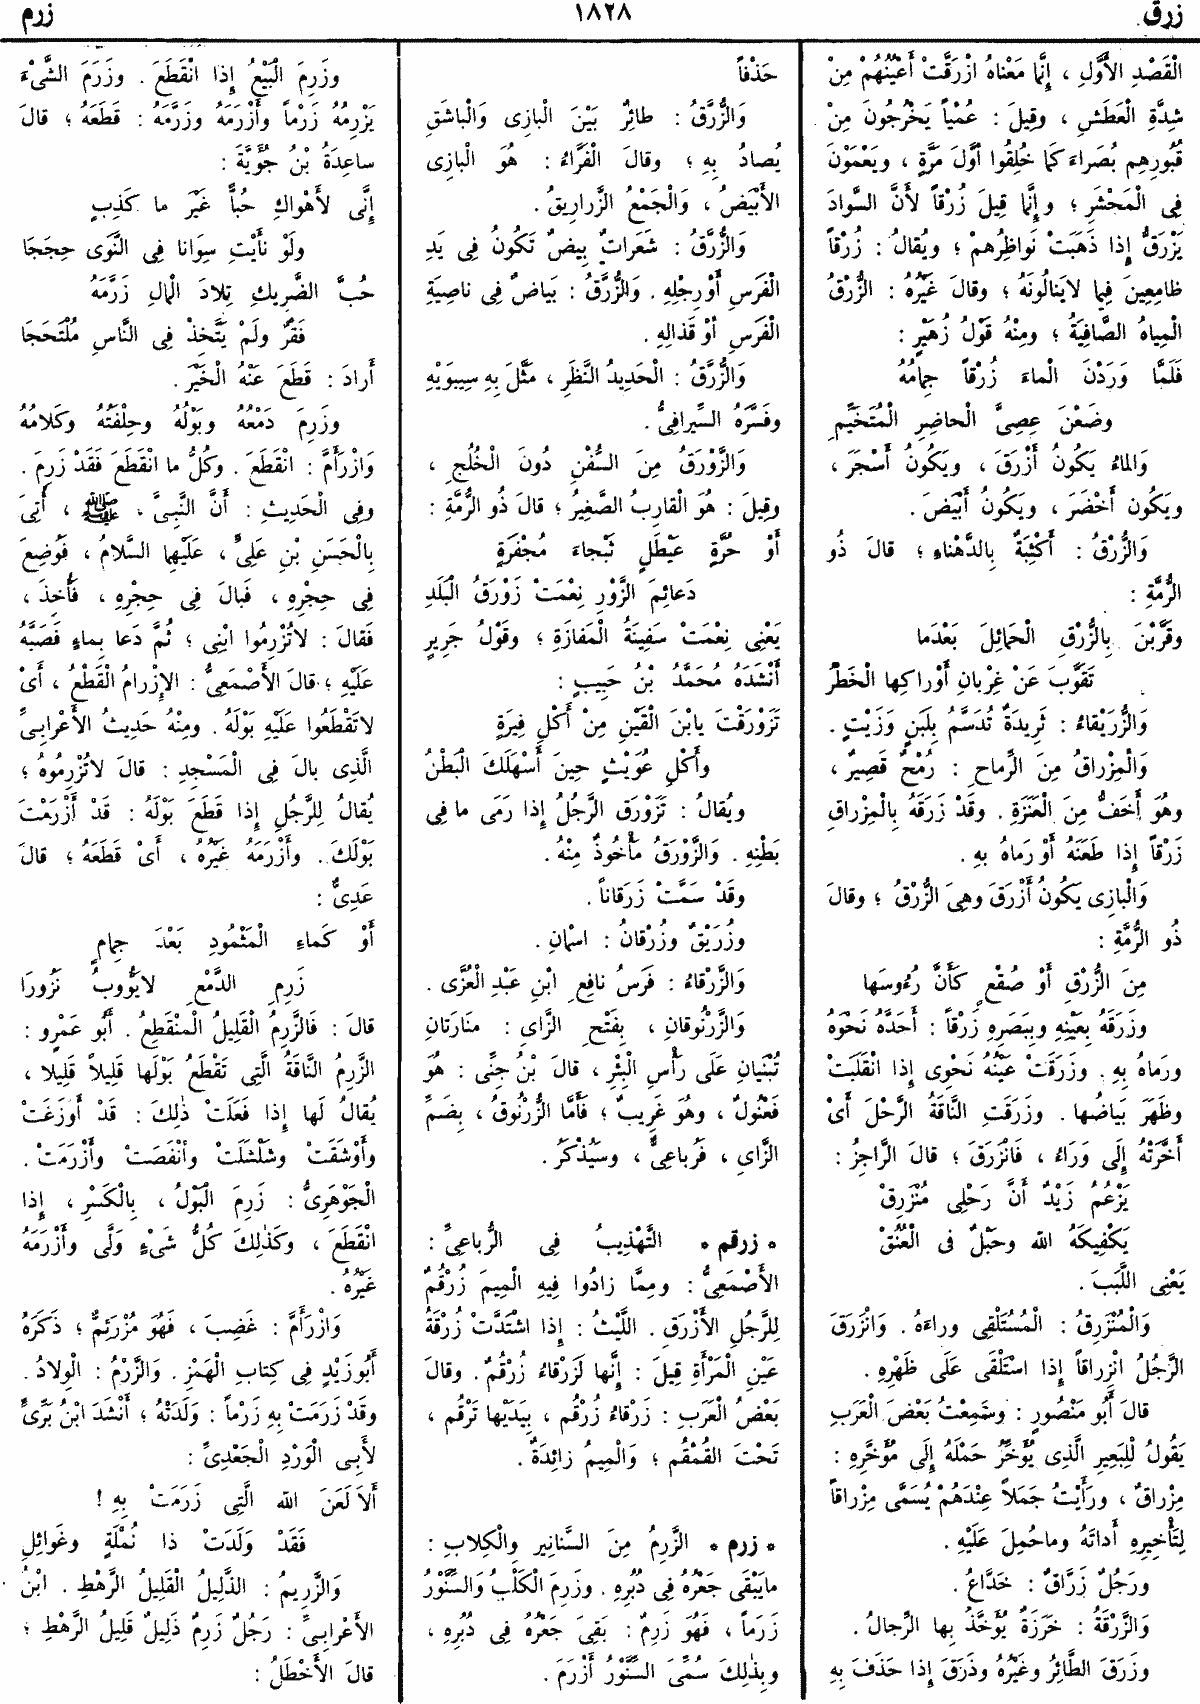 زرق
١٨٢٨
زرم
الْقَصْدِ الأَوَّلِ ، إِنَّما مَعْناهُ ازْرَقَّتْ أَعْيُنُهُمْ مِنْ
شِدَّةِ الْعَطَشِ ، وقِيلَ : عُمْياً يَخْرُجُونَ مِنْ
قُبُورِهِم بُصَراءَ كَما خُلِقُوا أَوَّلَ مَرَّةٍ ، ويَعْمَوْنَ
فِى الْمَحْشَرِ ؛ وإِنَّما قِيلَ زُرْقاً لأَنَّ السَّوادَ
يَزْرَقُّ إِذا ذَهَبَتْ نَواظِرُهمْ ؛ ويُقالُ : زُرْقاً
طامِعِينَ فِيما لايَنالُونَهُ ؛ وقالَ غَيْرُهُ : الزُّرْقُ
الْمِياهُ الصَّافِيَةُ ؛ ومِنْهُ قَوْلُ زُهَيْرٍ :
فَلَمَّا وَرَدْنَ الْماءَ زُرْقاً جِمامُهُ
وضَعْنَ عِصِىَّ الْحاضِرِ الْمُتَخَيِّمِ
وَالماءُ يَكُونُ أَزْرَقَ ، ويَكُونُ أَسْجَرَ ،
ويَكُون أَخْضَرَ ، ويَكُونُ أَبْيَضَ .
وَالزُّرْقُ : أَكْثِبَةٌ بِالدَّهْناءِ ؛ قالَ ذُو
الرُّمَّةِ :
وقَرَّبْنَ بِالزُّرْقِ الْحَمائِلَ بَعْدَما
تَقَوَّبَ عَنْ غِرْبانِ أَوْراكِها الْخَطْرُ
وَالزُّرَيْقاءُ : ثَرِيدَةٌ تُدَسَّمُ بِلَبَنٍ وَزَيْتٍ .
وَالْمِزْراقُ مِنَ الرِّماحِ : رُمْحٌ قَصِيرٌ ،
وهُوَ أَخَفُّ مِنَ الْعَنَزَةِ . وقَدْ زَرَقَهُ بِالْمِزْراقِ
زَرْقاً إِذا طَعَنَهُ أَوْ رَماهُ بهِ .
وَالْبازِى يَكُونُ أَزْرَقَ وهِىَ الزُّرْقُ ؛ وقالَ
ذُو الرُّمَّةِ :
مِنَ الزُّرْقِ أَوْ صُقْعٍ كَأَنَّ رُءُوسَها
وزَرَقَهُ بِعَيْنِهِ وبِبَصَرِهِ زَرْقاً : أَحَدَّهُ نَحْوَهُ
ورَماهُ بِهِ . وزَرَقَتْ عَيْنُهُ نَحْوِى إِذا انْقَلَبَتْ
وظَهَرَ بَياضُها . وزَرَقَتِ النَّاقَةُ الرَّحْلَ أَىْ
أَخَّرَتْهُ إِلَى وَرَاءُ ، فَانْزَرَقَ ؛ قالَ الرَّاجِزُ :
يَزْعُمُ زَيْدٌ أَنَّ رَحْلِى مُنْزَرِقْ
يَكْفِيكَهُ الله وحَبْلٌ فى الْعُنُقْ
يَعْنِى اللَّبَبَ .
وَالْمُنْزَرِقُ : الْمُسْتَلْقِى وراءَهُ . وَانْزَرَقَ
الرَّجُلُ انْزِراقاً إِذا اسْتَلْقَى عَلَى ظَهْرِهِ .
قالَ أَبُو مَنْصُورٍ : وسَمِعْتُ بَعْضَ الْعَرَبِ
يَقُولُ لِلْبَعِيرِ الَّذِى يُؤَخِّرُ حَمْلَهُ إِلَى مُؤَخَّرِهِ :
مِزْراقٌ ، ورَأَيْتُ جَمَلاً عِنْدَهُمْ يُسَمَّى مِزْراقاً
لِتَأْخِيرِهِ أَداتَهُ وماحُمِلَ عَلَيْهِ .
ورَجُلٌ زَرَّاقٌ : خَدَّاعٌ .
وَالزَّرْقَةُ : خَرَزَةٌ يُؤَخَّذُ بِها الرِّجالُ .
وزَرَقَ الطَّائِرُ وغَيْرُهُ وذَرَقَ إِذا حَذَفَ بِهِ
حَذْفاً
وَالزُّرَّقُ : طائِرٌ بَيْنَ الْبازِى وَالْباشَقِ
يُصادُ بِهِ ؛ وقالَ الْفَرَّاءُ : هُوَ الْبازِى
الأَبْيَضُ ، وَالْجَمْعُ الزَّرارِيقُ .
وَالزُّرَّقُ : شَعَراتٌ بِيضٌ تَكُونُ فِى يَدِ
الْفَرَسِ أَوْ رِجْلِهِ . وَالزُّرَّقُ : بَياضٌ فِى ناصِيَةِ
الْفَرَسِ أَوْ قَذالِهِ .
وَالزُّرَّقُ : الْحَدِيدُ النَّظَرِ ، مَثَّلَ بِهِ سِيبَوَيْهِ
وفَسَّرَهُ السِّيرافِىُّ .
وَالزَّوْرَقُ مِنَ السُّفُنِ دُونَ الْخُلُجِ ،
وقِيلَ : هُوَ الْقارِبُ الصَّغِيرُ ؛ قالَ ذُو الرُّمَّةِ :
أَوْ حُرَّةٌ عَيْطَلٌ ثَبْجاءُ مُجْفَرَةٌ
دَعائِمَ الزَّوْرِ نِعْمَتْ زَوْرَقُ الْبَلَدِ
يَعْنِى نِعْمَتْ سَفِينَةُ الْمَفازَةِ ؛ وقَوْلُ جَرِيرٍ
أَنْشَدَهُ مُحَمَّدُ بْنُ حَبِيبٍ :
تَزَوْرَقْتَ يابْنَ الْقَيْنِ مِنْ أَكْلِ فِيرَةٍ
وأَكْلِ عُوَيْثٍ حِينَ أَسْهَلَكَ الْبَطْنُ
ويُقالُ : تَزَوْرَقَ الرَّجُلُ إِذا رَمَى ما فِى
بَطْنِهِ . وَالزَّوْرَقُ مَأْخُوذٌ مِنْهُ .
وقَدْ سَمَّتْ زَرَقاناً .
وزُرَيْقٌ وزُرْقانُ : اسْمانِ .
وَالزَّرْقاءُ : فَرَسُ نافِعِ ابْنِ عَبْدِ الْعُزَّى .
وَالزَّرْنُوقانِ ، بِفَتْحِ الزَّاىِ : مَنارَتانِ
تُبْنَيانِ عَلَى رَأْسِ الْبِئْرِ ، قالَ بْنُ جِنِّى : هُوَ
فَعْنُولٌ ، وهُوَ غَرِيبٌ ؛ فَأَمَّا الزُّرْنُوقُ ، بِضَمِّ
الزَّاىِ ، فَرُباعِىٌّ ، وسَيُذْكَرُ .
* زرقم * التَّهْذِيبُ فِى الرُّباعِىِّ :
الأَصْمَعِىُّ : ومِمَّا زادُوا فِيهِ الْمِيمَ زُرْقُمٌ
لِلرَّجُلِ الأَزْرَقِ . اللَّيْثُ : إِذا اشْتَدَّتْ زُرْقَةُ
عَيْنِ الْمَرْأَةِ قِيلَ : إِنَّها لَزَرْقاءُ زُرْقُمٌ . وقالَ
بَعْضُ الْعَرَبِ : زَرْقاءُ زُرْقُم ، بِيَدَيْها تَرْقُم ،
تَحْتَ القُمْقُم ؛ وَالْمِيمُ زائِدَةٌ .
* زرم * الزَّرِمُ مِنَ السَّنانِيرِ والْكِلابِ :
مايَبْقَى جَعْرُهُ فِى دُبُرِهِ . وزَرِمَ الْكَلْبُ وَالسِّنَّوْرُ
زَرَماً ، فَهُوَ زَرِمٌ : بَقِىَ جَعْرُهُ فِى دُبُرِهِ ،
وبِذٰلِكَ سُمِّىَ السِّنَّوْرُ أَزْرَمَ .
وزَرِمَ الْبَيْعُ إِذا انْقَطَعَ . وزَرَمَ الشَّىْءَ
يَزْرِمُهُ زَرْماً وأَزْرَمَهُ وزَرَّمَهُ : قَطَعَهُ ؛ قالَ
ساعِدَةُ بْنُ جُؤَيَّةَ :
إِنِّى لأَهْواكِ حُبّاً غَيْرَ ما كَذِبٍ
ولَوْ نَأَيْتِ سِوانا فِى النَّوَى حِجَجَا
حُبَّ الضَّرِيكِ تِلادَ الْمالِ زَرَّمَهُ
فَقْرٌ ولَمْ يَتَّخِذْ فِى النَّاسِ مُلْتَحَجَا
أَرادَ : قَطَعَ عَنْهُ الْخَيْرَ .
وزَرِمَ دَمْعُهُ وبَوْلُهُ وحِلْفَتُهُ وكَلامُهُ
وَازْرَأَمَّ : انْقَطَعَ . وكُلُّ ما انْقَطَعَ فَقَدْ زَرِمَ .
وفِى الْحَدِيثِ : أَنَّ النَّبِىَّ ، ﷺ ، أُتِىَ
بِالْحَسَنِ بْنِ عَلِىٍّ ، عَلَيْهِما السَّلامُ ، فَوُضِعَ
فِى حِجْرِهِ ، فَبالَ فِى حِجْرِهِ ، فَأُخِذَ ،
فَقالَ : لاتُزْرِمُوا ابْنِى ؛ ثُمَّ دَعا بِماءٍ فَصَبَّهُ
عَلَيْهِ ؛ قالَ الأَصْمَعِىُّ : الإِزْرامُ الْقَطْعُ ، أَىْ
لاتَقْطَعُوا عَلَيْهِ بَوْلَهُ . ومِنْهُ حَدِيثُ الأَعْرابِىِّ
الَّذِى بالَ فِى الْمَسْجِدِ : قالَ لاتُزْرِمُوهُ ؛
يُقالُ لِلرَّجُلِ إِذا قَطَعَ بَوْلَهُ : قَدْ أَزْرَمْتَ
بَوْلَكَ . وأَزْرَمَهُ غَيْرُهُ ، أَىْ قَطَعَهُ ؛ قالَ
عَدِىٌّ :
أَوْ كَماءِ الْمَثْمُودِ بَعْدَ جِمامٍ
زَرِمِ الدَّمْعِ لايَؤُوبُ نَزُورَا
قالَ : فَالزَّرِمُ الْقَلِيلُ الْمنْقَطِعُ . أَبُو عَمْرٍو :
الزَّرِمُ النَّاقَةُ الَّتِى تَقْطَعُ بَوْلَها قَلِيلاً قَلِيلا ،
يُقالُ لَها إِذا فَعَلَتْ ذٰلِكَ : قَدْ أَوْزَغَتْ
وأَوْشَقَتْ وشَلْشَلَتْ وأَنْفَصَتْ وأَزْرَمَتْ .
الْجَوْهَرِىُّ : زَرِمَ الْبَوْلُ ، بِالْكَسْرِ ، إِذا
انْقَطَعَ ، وكَذٰلِكَ كُلُّ شَىْءٍ وَلَّى وأَزْرَمَهُ
غَيْرُهُ .
وَازْرَأَمَّ : غَضِبَ ، فَهُوَ مُزْرَئِمٌّ ؛ ذَكَرَهُ
أَبُو زَيْدٍ فِى كِتابِ الْهَمْزِ . وَالزَّرْمُ : الْوِلادُ .
وقَدْ زَرَمَتْ بِهِ زَرْماً : وَلَدَتْهُ ؛ أَنْشَدَ ابْنُ بَرِّىٍّ
لأَبِى الْوَرْدِ الْجَعْدِىِّ :
أَلاَ لَعَنَ الله الَّتِى زَرَمَتْ بِهِ !
فَقَدْ وَلَدَتْ ذا نُمْلَةٍ وغَوائِلِ
وَالزَّرِيمُ : الذَّلِيلُ الْقَلِيلُ الرَّهْطِ . ابْنُ
الأَعْرابِىِّ : رَجُلٌ زَرِمٌ ذَلِيلٌ قَلِيلُ الرَّهْطِ ؛
قالَ الأَخْطَلُ :